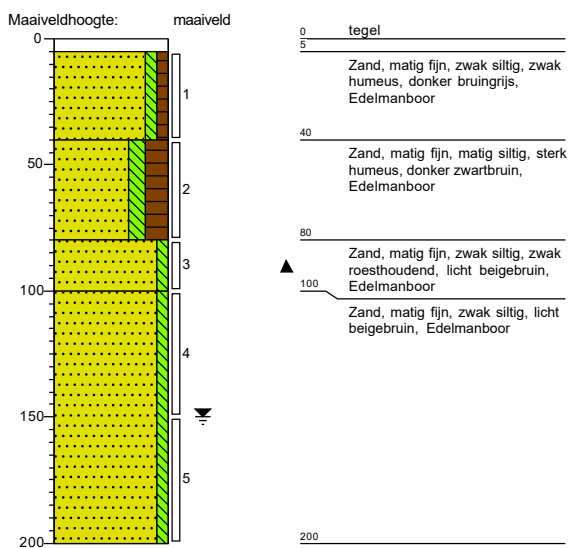 Maaiveldhoogte: maaiveld
0
50
100
150
200
1
2
3
4
5
0 tegel
5
Zand, matig fijn, zwak siltig, zwak
humeus, donker bruingrijs,
Edelmanboor
40
Zand, matig fijn, matig siltig, sterk
humeus, donker zwartbruin,
Edelmanboor
80
Zand, matig fijn, zwak siltig, zwak
roesthoudend, licht beigebruin,
Edelmanboor
100
Zand, matig fijn, zwak siltig, licht
beigebruin, Edelmanboor
200